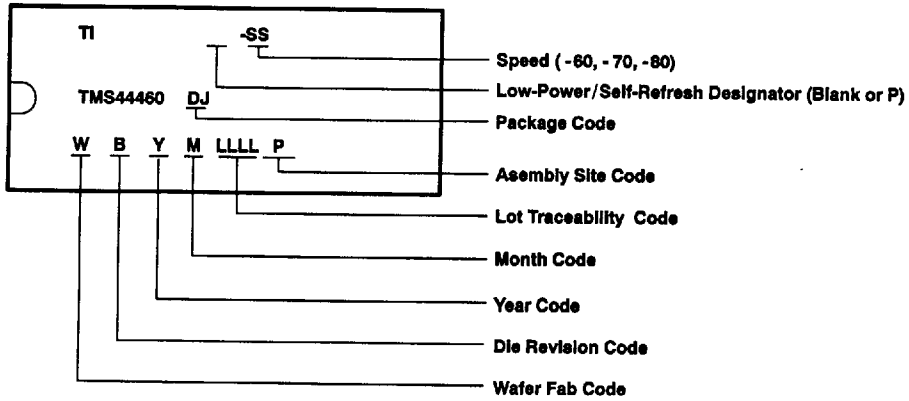 TI -SS
Speed ( -60, - 70, -80)
Low-Power/Self-Refresh Designator (Blank or P)
TMS44460 DJ
Package Code
W B Y M LLLL P
Asembly Site Code
Lot Traceability Code
Month Code
Year Code
Die Revision Code
Wafer Fab Code